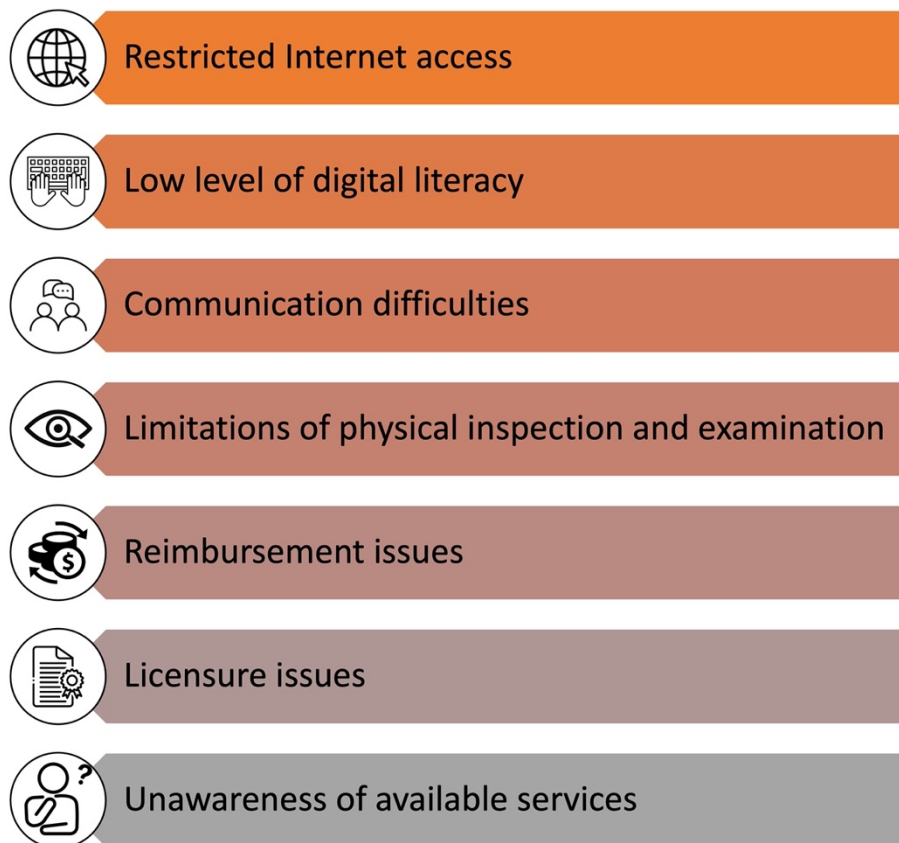 Restricted Internet access
Low level of digital literacy
Communication difficulties
Limitations of physical inspection and examination
$
Reimbursement issues
Licensure issues
?
Unawareness of available services